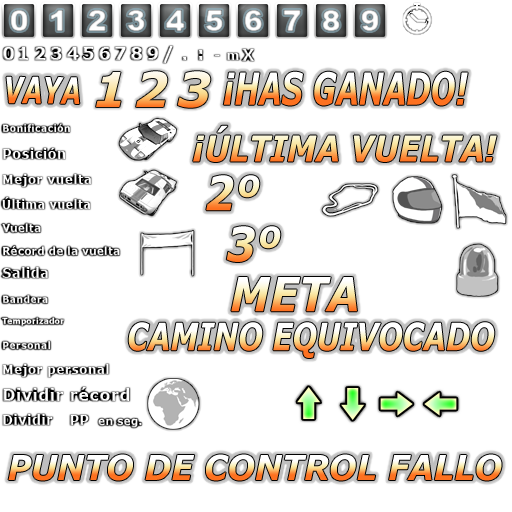 0 1 2 3 4 5 6 7 8 9
0 1 2 3 4 5 6 7 8 9 / . : - m X
VAYA 1 2 3 ¡HAS GANADO!
Bonificación
¡ÚLTIMA VUELTA!
Posición
Mejor vuelta
2º
Última vuelta
Vuelta
3º
Récord de la vuelta
Salida
META
Bandera
Temporizador
CAMINO EQUIVOCADO
Personal
Mejor personal
Dividir récord
Dividir PP en seg.
PUNTO DE CONTROL FALLO